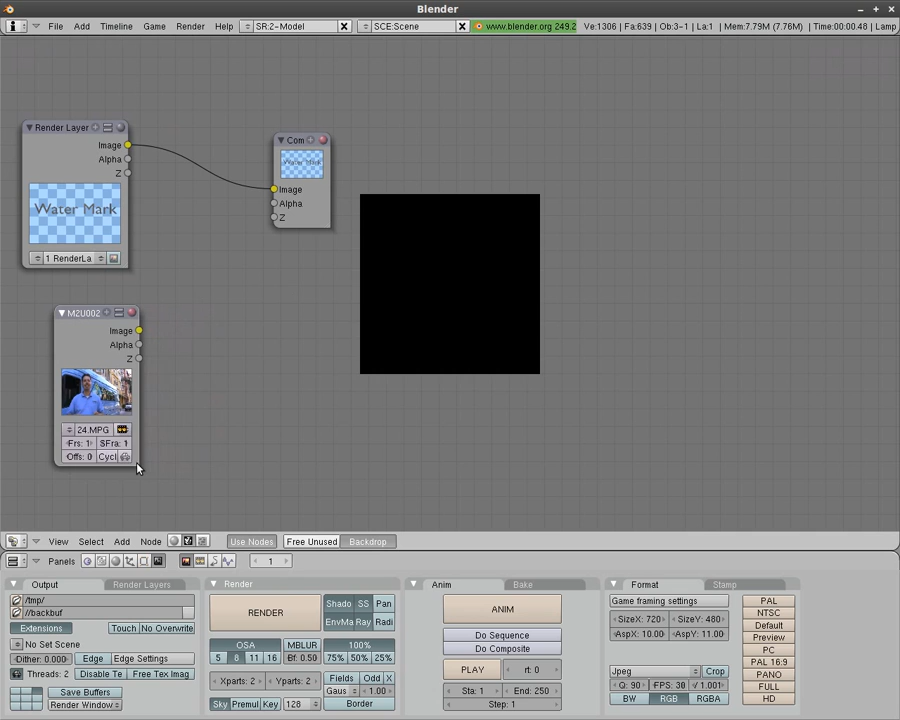 Blender
File Add Timeline Game Render Help SR:2-Model SCE:Scene www.blender.org 249.2 Ve:1306 | Fa:639 | Ob:3-1 | La:1 | Mem:7.79M (7.76M) | Time:00:00.48 | Lamp
Render Layer
Image
Alpha
Z
Water Mark
1 RenderLa
Com
Water Mark
Image
Alpha
Z
M2U002
Image
Alpha
Z
24.MPG
Frs: 1 SFra: 1
Offs: 0 Cycl
View Select Add Node Use Nodes Free Unused Backdrop
Panels 1
Output Render Layers
/tmp/
//backbuf
Extensions Touch No Overwrite
No Set Scene
Dither: 0.000 Edge Edge Settings
Threads: 2 Disable Te Free Tex Imag
Save Buffers
Render Window
Render
RENDER
Shado SS Pan
EnvMa Ray Radi
OSA MBLUR 100%
5 8 11 16 Bf: 0.50 75% 50% 25%
Xparts: 2 Yparts: 2 Fields Odd X
Gaus 1.00
Sky Premul Key 128 Border
Anim Bake
ANIM
Do Sequence
Do Composite
PLAY rt: 0
Sta: 1 End: 250
Step: 1
Format Stamp
Game framing settings
SizeX: 720 SizeY: 480
AspX: 10.00 AspY: 11.00
Jpeg Crop
Q: 90 FPS: 30 / 1.001
BW RGB RGBA
PAL
NTSC
Default
Preview
PC
PAL 16:9
PANO
FULL
HD